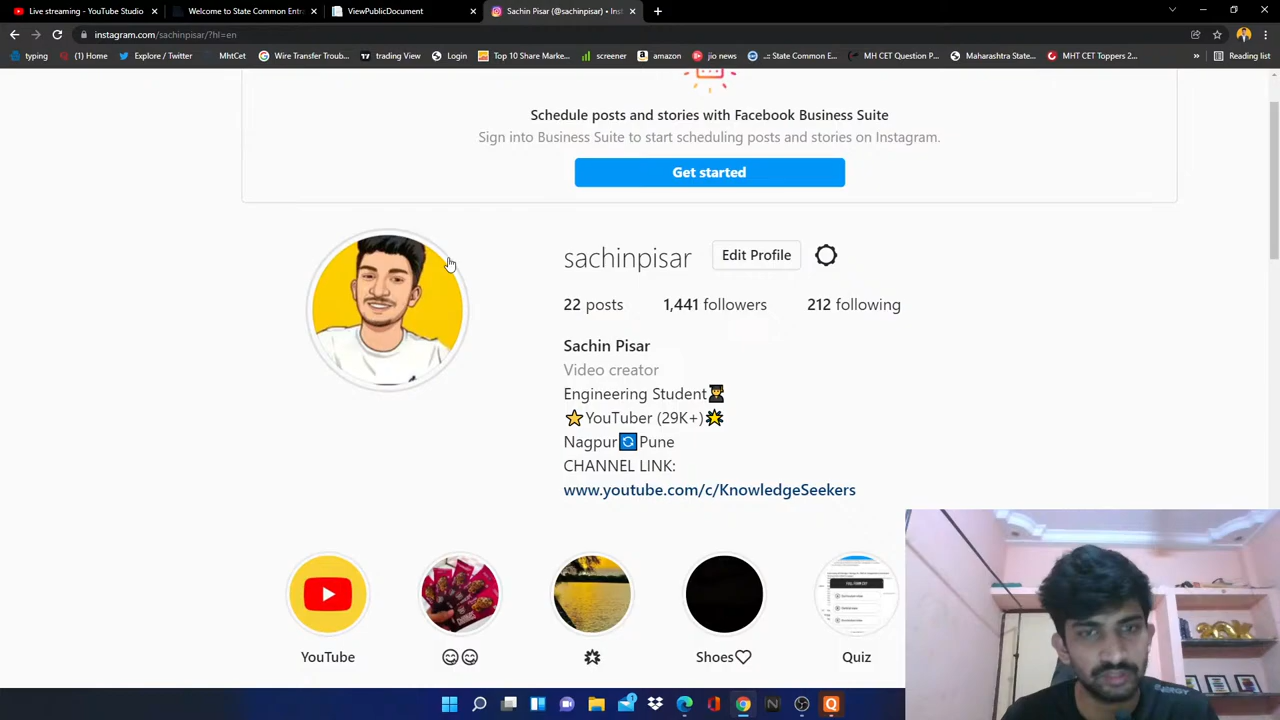 Live streaming - YouTube Studio
Welcome to State Common Entra
ViewPublicDocument
Sachin Pisar (@sachinpisar) • Ins
instagram.com/sachinpisar/?hl=en
typing
(1) Home
Explore / Twitter
MhtCet
Wire Transfer Troub...
trading View
Login
Top 10 Share Marke...
screener
amazon
jio news
..:: State Common E...
MH CET Question P...
Maharashtra State...
MHT CET Toppers 2...
»
Reading list
Schedule posts and stories with Facebook Business Suite
Sign into Business Suite to start scheduling posts and stories on Instagram.
Get started
sachinpisar
Edit Profile
22 posts
1,441 followers
212 following
Sachin Pisar
Video creator
Engineering Student👨‍🎓
⭐YouTuber (29K+)🌟
Nagpur🔄Pune
CHANNEL LINK:
www.youtube.com/c/KnowledgeSeekers
YouTube
😋😋
Shoes♡
Quiz